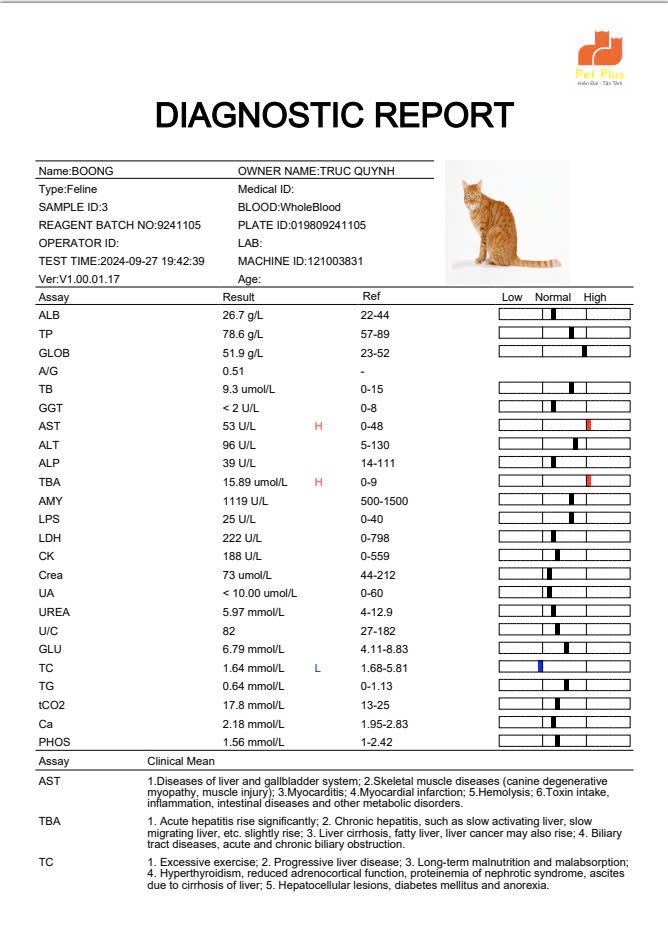 Pet Plus
Hiện Đại - Tận Tâm
DIAGNOSTIC REPORT
Name:BOONG OWNER NAME:TRUC QUYNH
Type:Feline Medical ID:
SAMPLE ID:3 BLOOD:WholeBlood
REAGENT BATCH NO:9241105 PLATE ID:019809241105
OPERATOR ID: LAB:
TEST TIME:2024-09-27 19:42:39 MACHINE ID:121003831
Ver:V1.00.01.17 Age:
Assay Result Ref Low Normal High
ALB 26.7 g/L 22-44
TP 78.6 g/L 57-89
GLOB 51.9 g/L 23-52
A/G 0.51 -
TB 9.3 umol/L 0-15
GGT < 2 U/L 0-8
AST 53 U/L H 0-48
ALT 96 U/L 5-130
ALP 39 U/L 14-111
TBA 15.89 umol/L H 0-9
AMY 1119 U/L 500-1500
LPS 25 U/L 0-40
LDH 222 U/L 0-798
CK 188 U/L 0-559
Crea 73 umol/L 44-212
UA < 10.00 umol/L 0-60
UREA 5.97 mmol/L 4-12.9
U/C 82 27-182
GLU 6.79 mmol/L 4.11-8.83
TC 1.64 mmol/L L 1.68-5.81
TG 0.64 mmol/L 0-1.13
tCO2 17.8 mmol/L 13-25
Ca 2.18 mmol/L 1.95-2.83
PHOS 1.56 mmol/L 1-2.42
Assay Clinical Mean
AST 1.Diseases of liver and gallbladder system; 2.Skeletal muscle diseases (canine degenerative
myopathy, muscle injury); 3.Myocarditis; 4.Myocardial infarction; 5.Hemolysis; 6.Toxin intake,
inflammation, intestinal diseases and other metabolic disorders.
TBA 1. Acute hepatitis rise significantly; 2. Chronic hepatitis, such as slow activating liver, slow
migrating liver, etc. slightly rise; 3. Liver cirrhosis, fatty liver, liver cancer may also rise; 4. Biliary
tract diseases, acute and chronic biliary obstruction.
TC 1. Excessive exercise; 2. Progressive liver disease; 3. Long-term malnutrition and malabsorption;
4. Hyperthyroidism, reduced adrenocortical function, proteinemia of nephrotic syndrome, ascites
due to cirrhosis of liver; 5. Hepatocellular lesions, diabetes mellitus and anorexia.